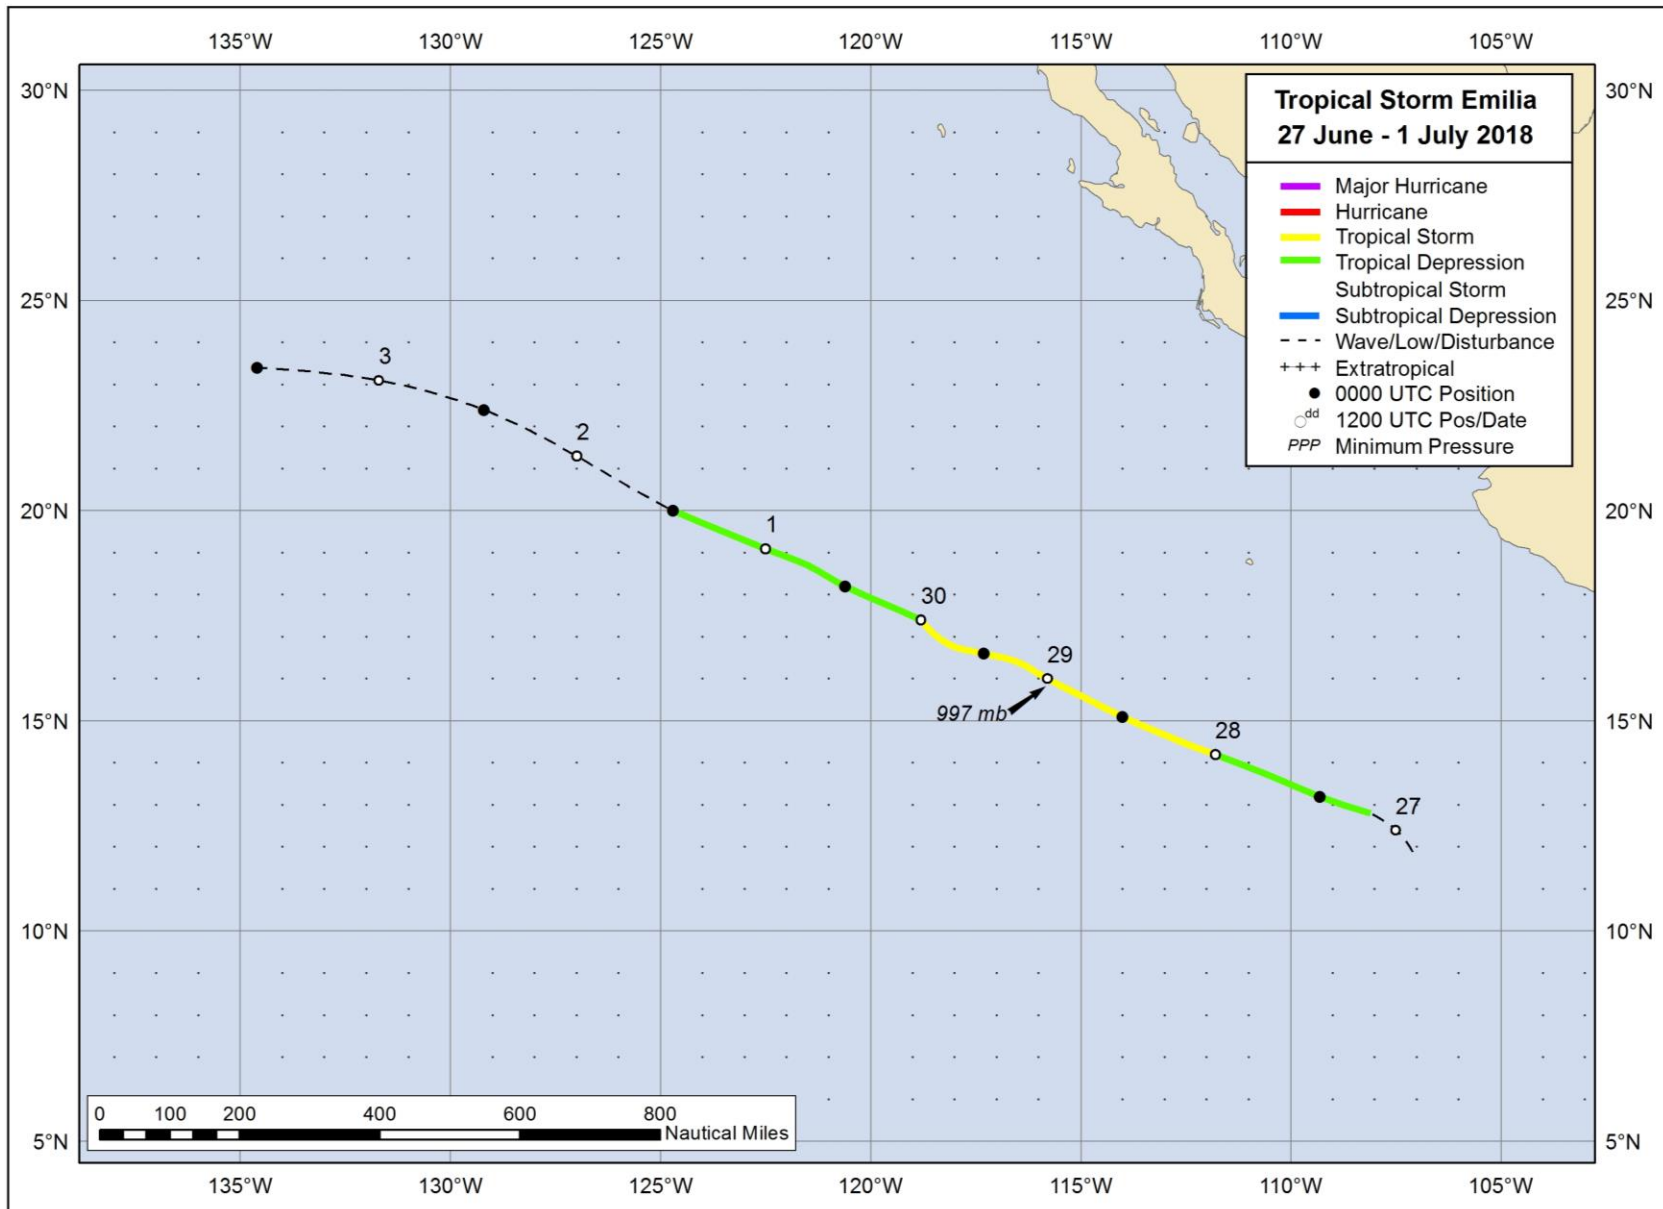 135°W 130°W 125°W 120°W 115°W 110°W 105°W
30°N 30°N
Tropical Storm Emilia
27 June - 1 July 2018
Major Hurricane
Hurricane
Tropical Storm
Tropical Depression
Subtropical Storm
Subtropical Depression
Wave/Low/Disturbance
+++ Extratropical
0000 UTC Position
dd 1200 UTC Pos/Date
PPP Minimum Pressure
25°N 25°N
3
2
20°N 20°N
1
30
29
997 mb
15°N 15°N
28
27
10°N 10°N
0 100 200 400 600 800
Nautical Miles
5°N 5°N
135°W 130°W 125°W 120°W 115°W 110°W 105°W